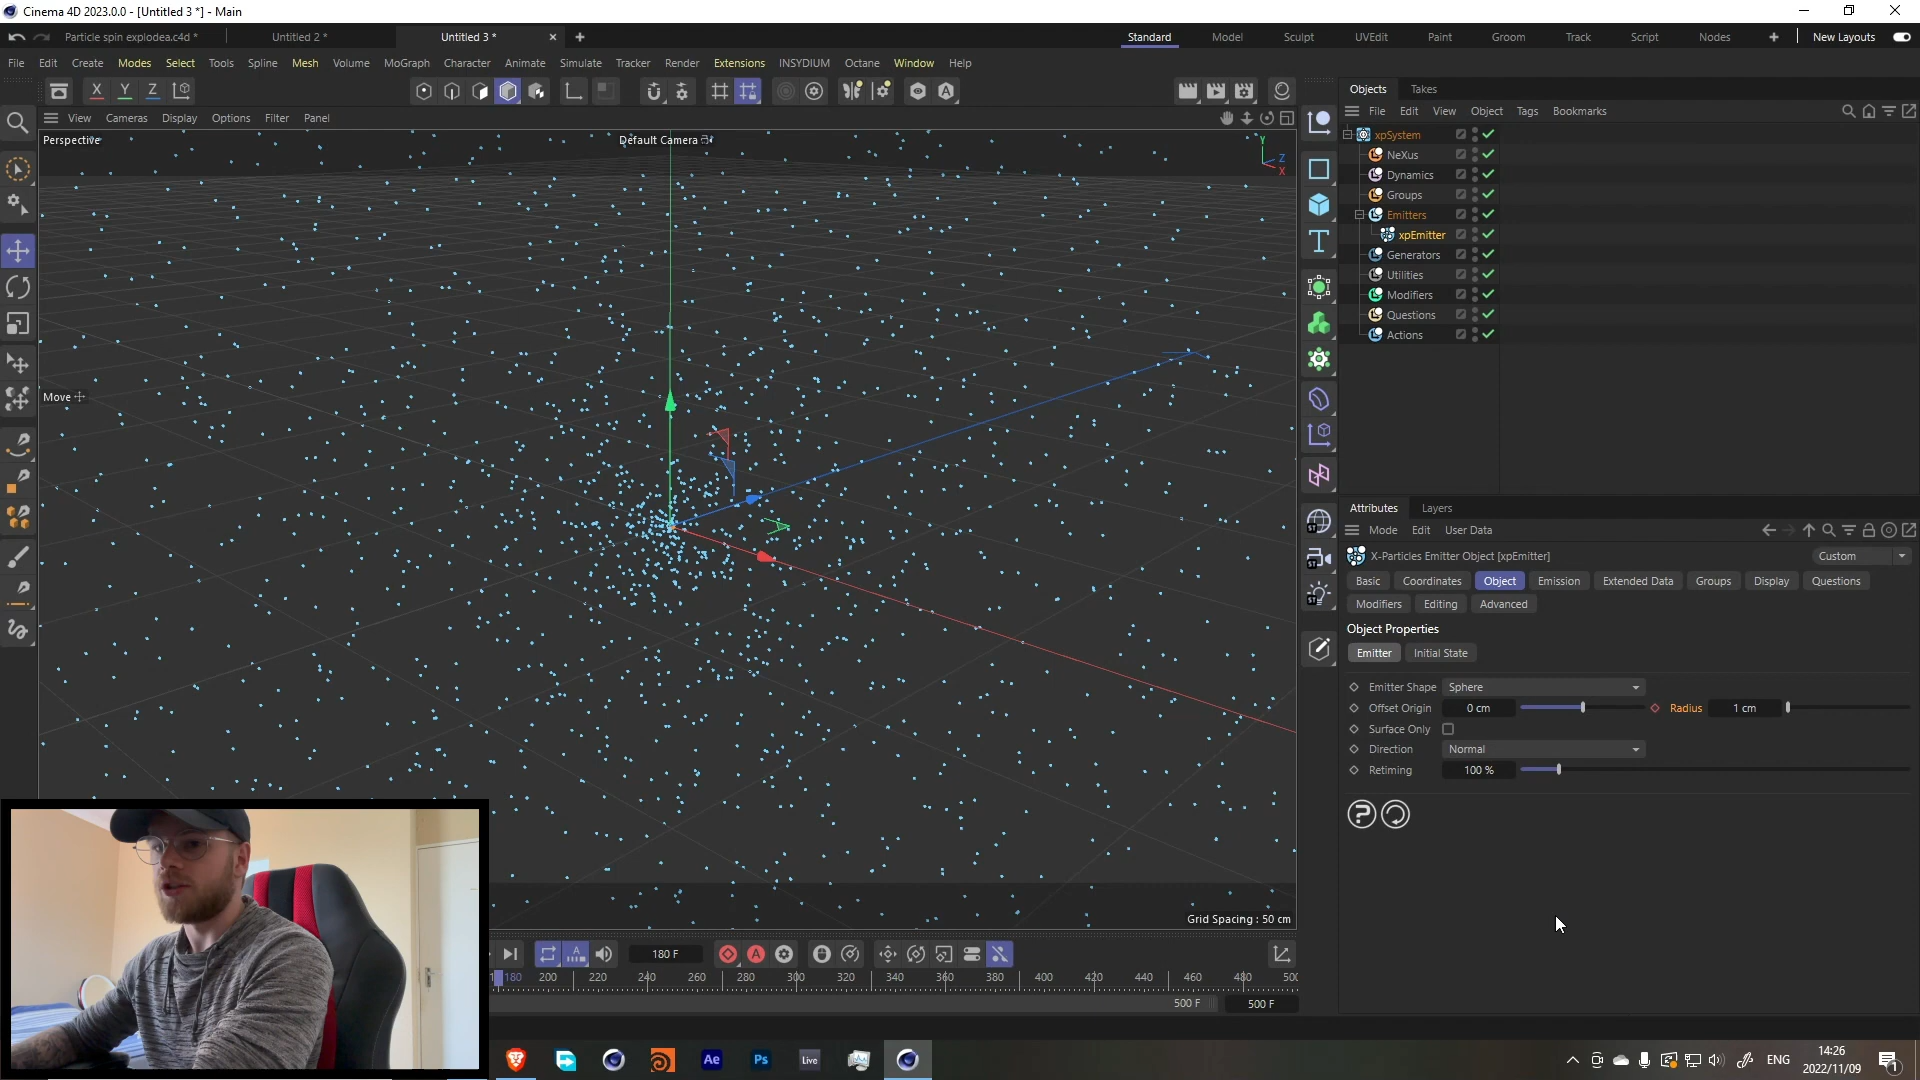 Cinema 4D 2023.0.0 - [Untitled 3 *] - Main
Particle spin explodea.c4d *
Untitled 2 *
Untitled 3 *
Standard
Model
Sculpt
UVEdit
Paint
Groom
Track
Script
Nodes
New Layouts
File Edit Create Modes Select Tools Spline Mesh Volume MoGraph Character Animate Simulate Tracker Render Extensions INSYDIUM Octane Window Help
X Y Z
Objects Takes
View Cameras Display Options Filter Panel
File Edit View Object Tags Bookmarks
Perspective
Default Camera
Y
Z
X
xpSystem
NeXus
Dynamics
Groups
Emitters
xpEmitter
Generators
Utilities
Modifiers
Questions
Actions
Move
Attributes Layers
Mode Edit User Data
X-Particles Emitter Object [xpEmitter]
Custom
Basic Coordinates Object Emission Extended Data Groups Display Questions
Modifiers Editing Advanced
Object Properties
Emitter Initial State
Emitter Shape Sphere
Offset Origin 0 cm Radius 1 cm
Surface Only
Direction Normal
Retiming 100 %
ST
ST
ST
Grid Spacing : 50 cm
180 F
180 200 220 240 260 280 300 320 340 360 380 400 420 440 460 480 500
500 F 500 F
Ae Ps Live
ENG
14:26
2022/11/09
1